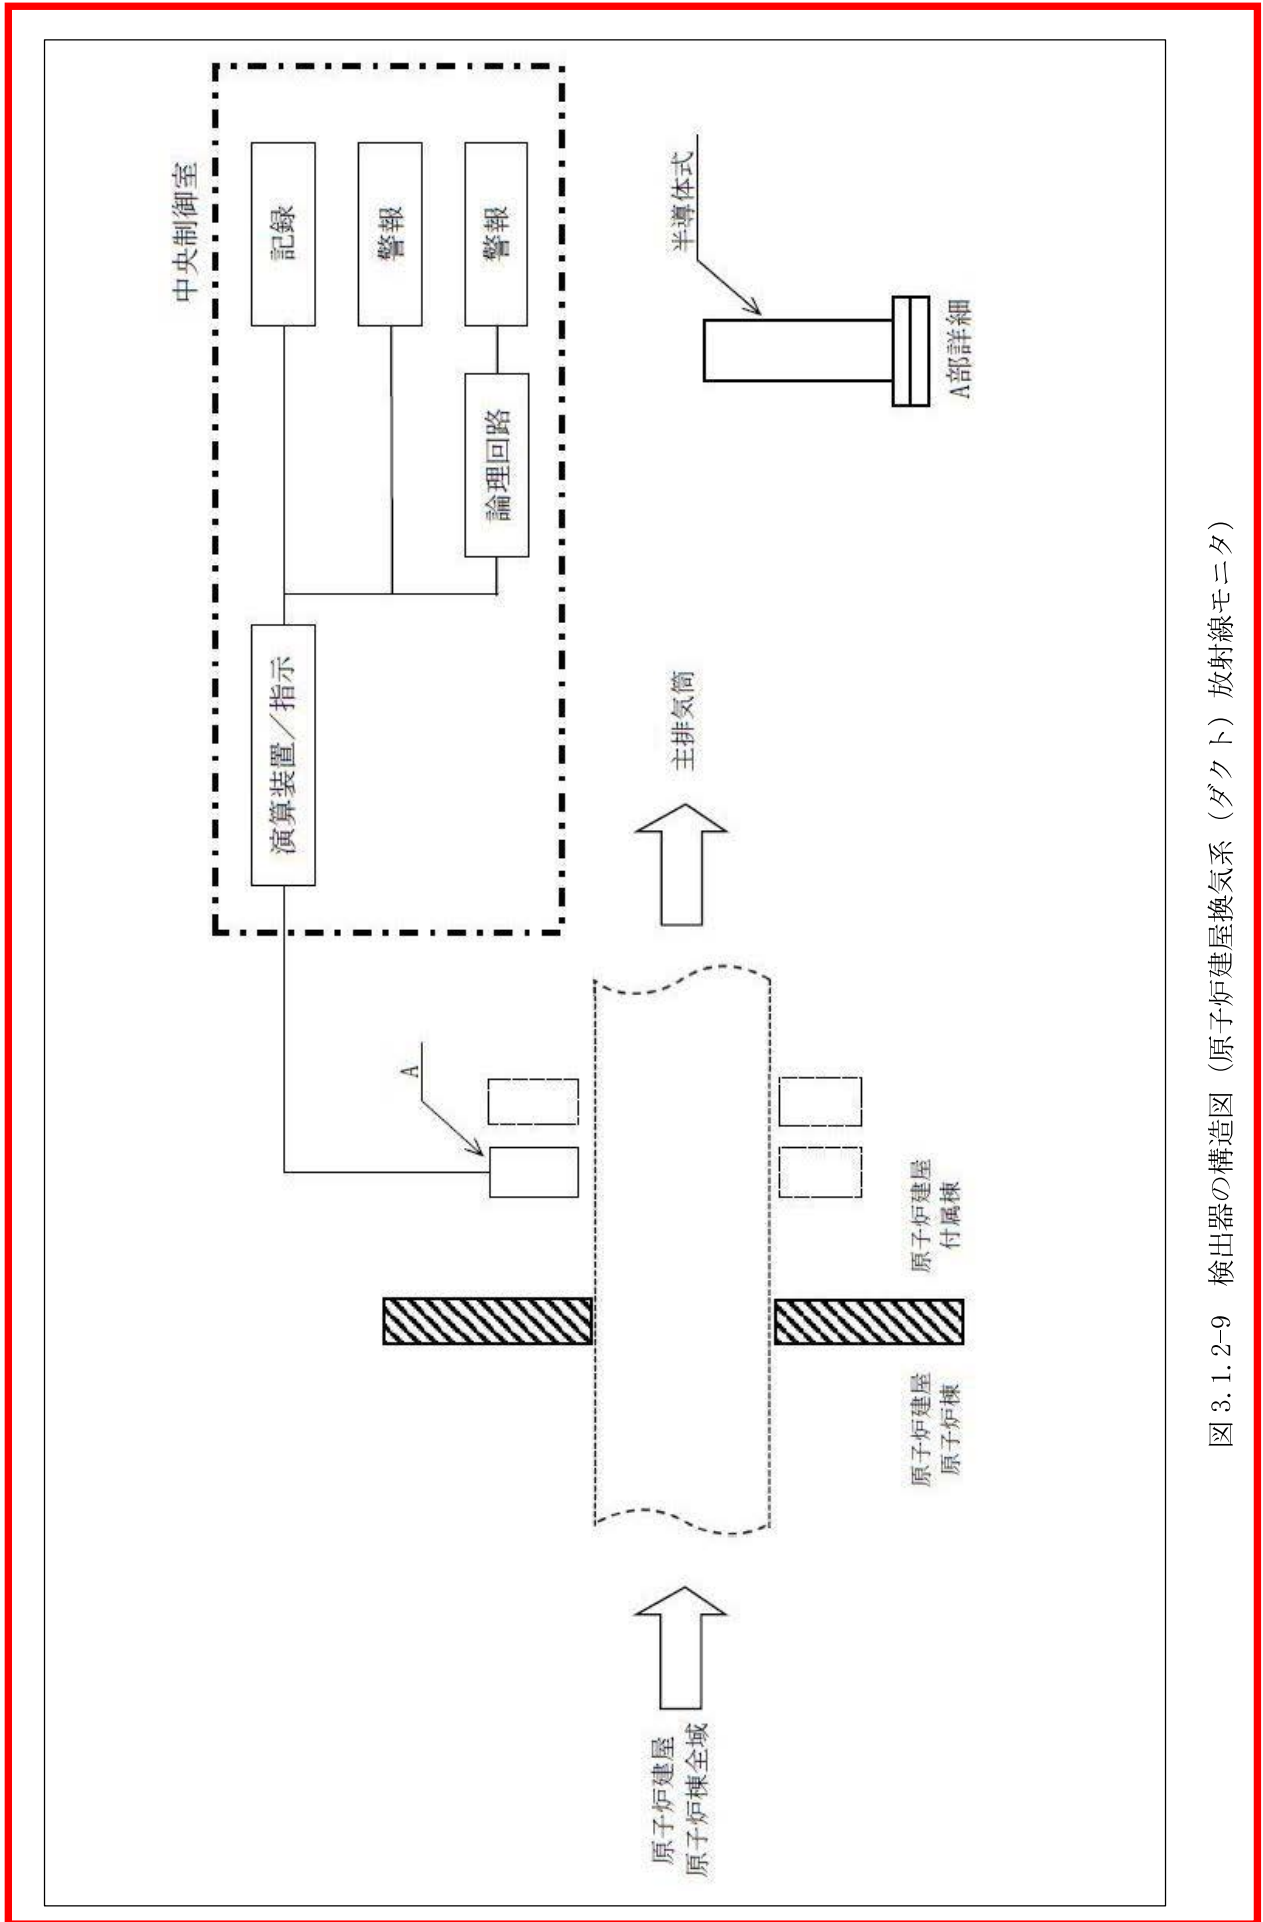 中央制御室
記録
警報
警報
論理回路
演算装置／指示
半導体式
A部詳細
主排気筒
A
原子炉建屋
付属棟
原子炉建屋
原子炉棟
原子炉建屋
原子炉棟全域
図 3.1.2-9　検出器の構造図（原子炉建屋換気系（ダクト）放射線モニタ）